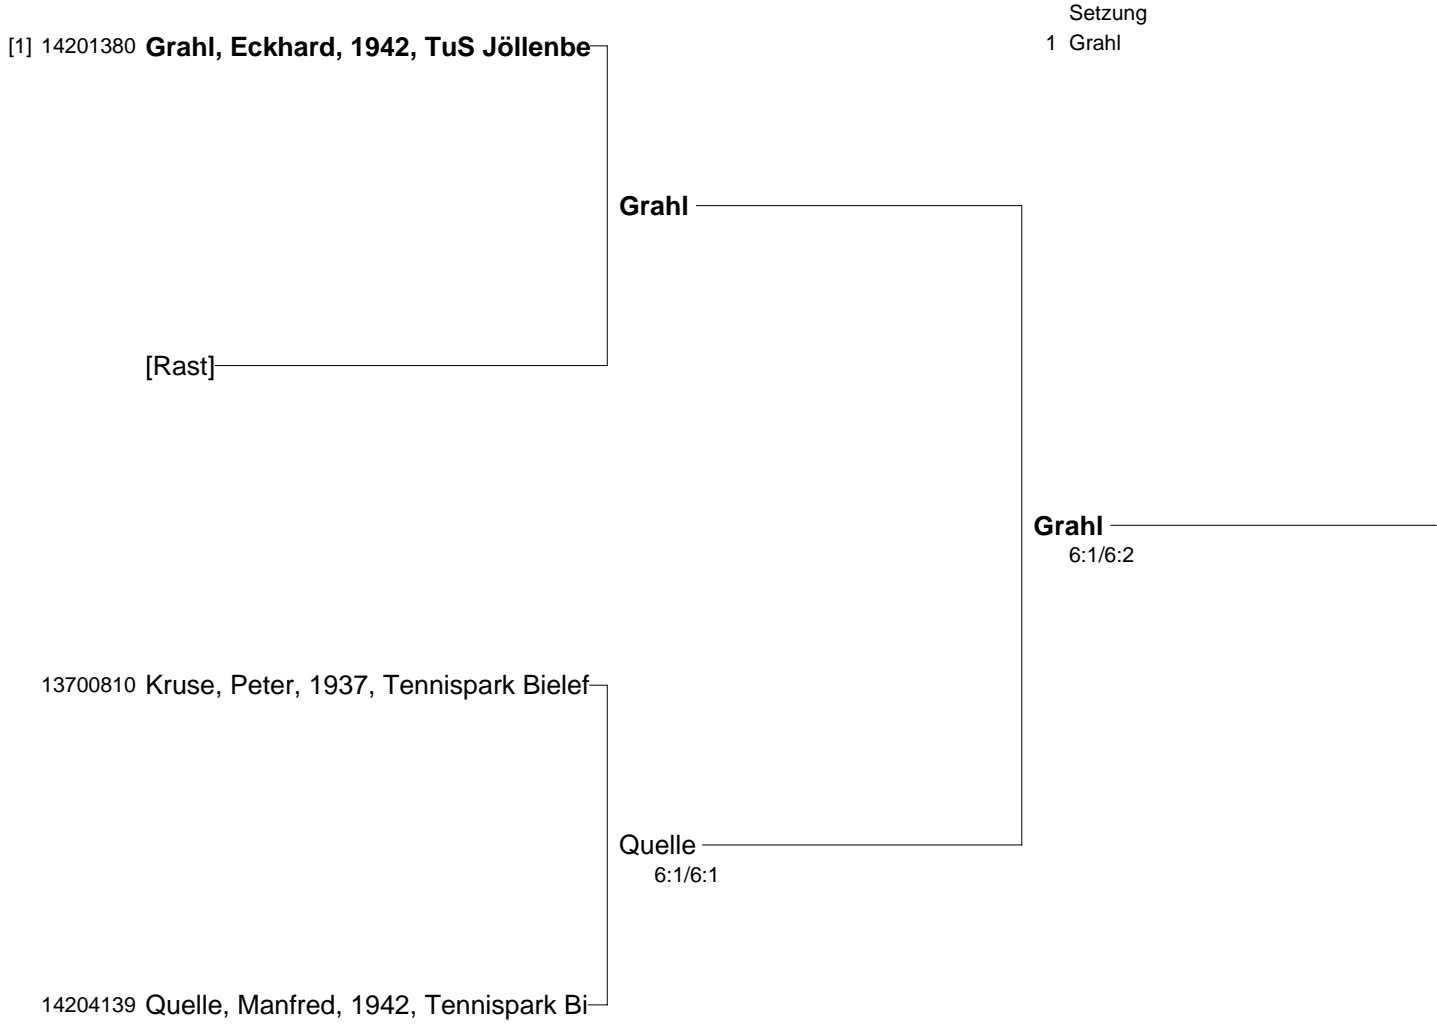 Setzung
1 Grahl
[1] 14201380 Grahl, Eckhard, 1942, TuS Jöllenbe
Grahl
[Rast]
Grahl
6:1/6:2
13700810 Kruse, Peter, 1937, Tennispark Bielef
Quelle
6:1/6:1
14204139 Quelle, Manfred, 1942, Tennispark Bi